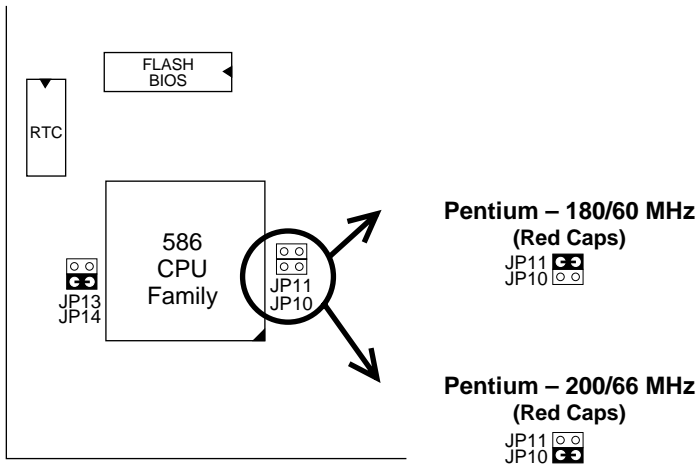 FLASH
BIOS
RTC
586
CPU
Family
JP13
JP14
JP11
JP10
Pentium – 180/60 MHz
(Red Caps)
JP11
JP10
Pentium – 200/66 MHz
(Red Caps)
JP11
JP10